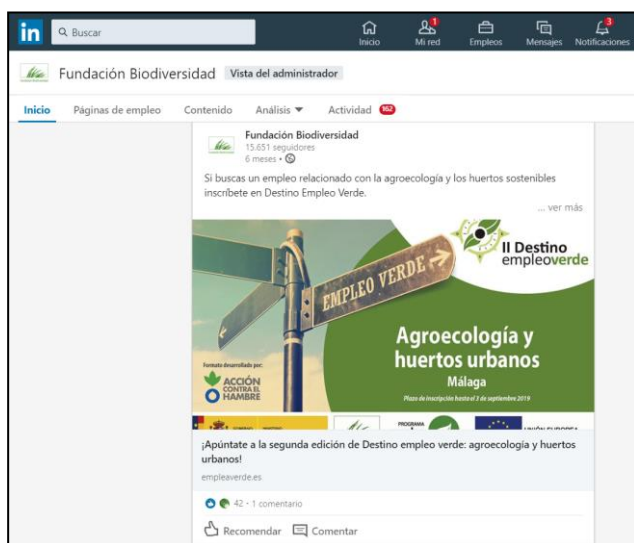 in
Buscar
Inicio
1
Mi red
Empleos
Mensajes
3
Notificaciones
Fundación Biodiversidad
Vista del administrador
Inicio
Páginas de empleo
Contenido
Análisis
Actividad
162
Fundación Biodiversidad
15.651 seguidores
6 meses •
Si buscas un empleo relacionado con la agroecología y los huertos sostenibles
inscríbete en Destino Empleo Verde.
... ver más
II Destino
empleoverde
EMPLEO VERDE
Agroecología y
huertos urbanos
Málaga
Plazo de inscripción hasta el 3 de septiembre 2019
Formato desarrollado por:
ACCIÓN
CONTRA EL
HAMBRE
PROGRAMA
UNIÓN EUROPEA
¡Apúntate a la segunda edición de Destino empleo verde: agroecología y huertos
urbanos!
empleaverde.es
42 • 1 comentario
Recomendar
Comentar